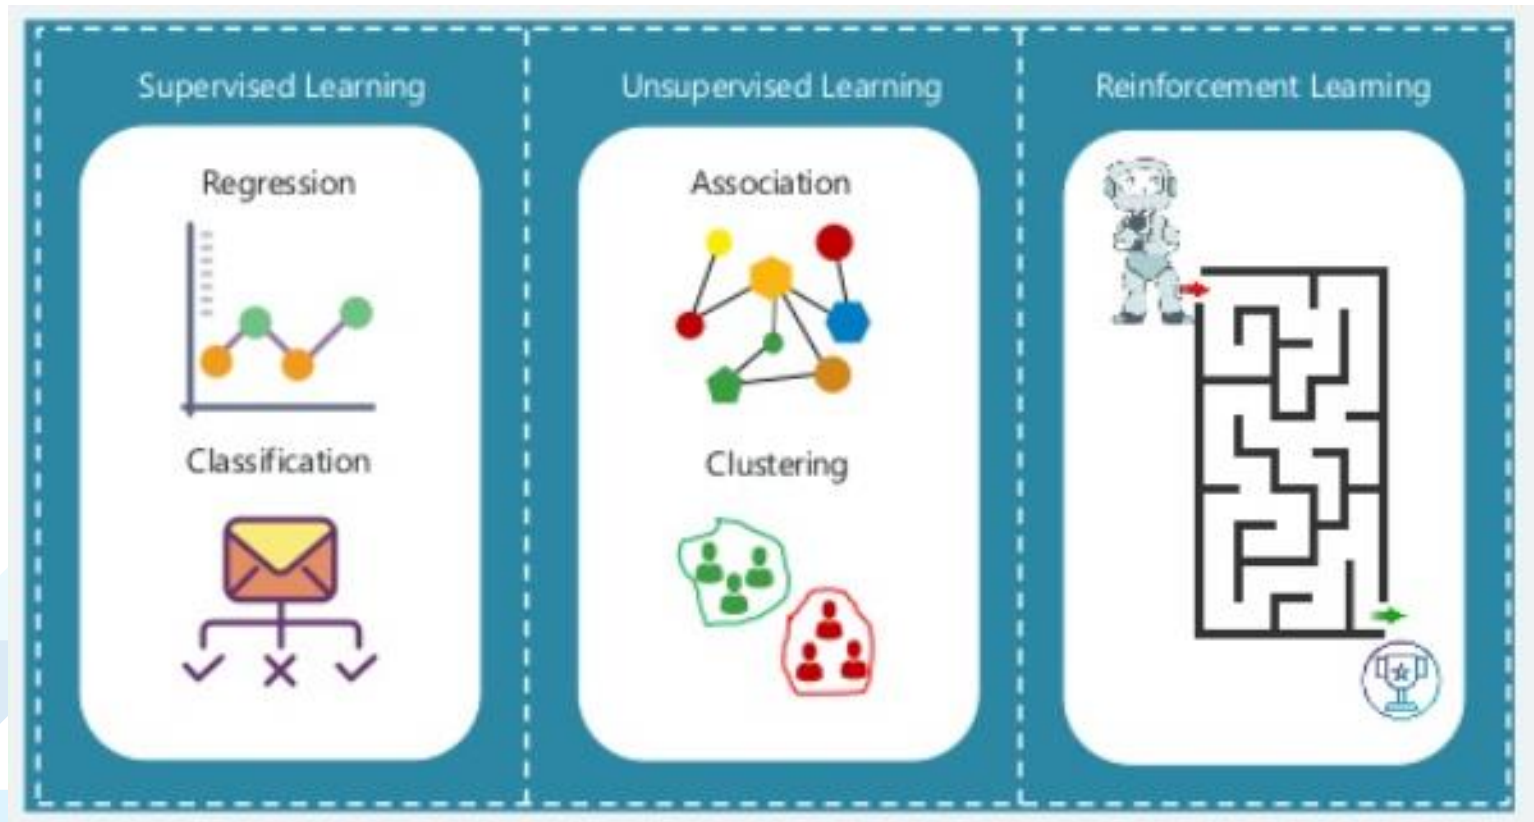 Supervised Learning
Regression
Classification
Unsupervised Learning
Association
Clustering
Reinforcement Learning